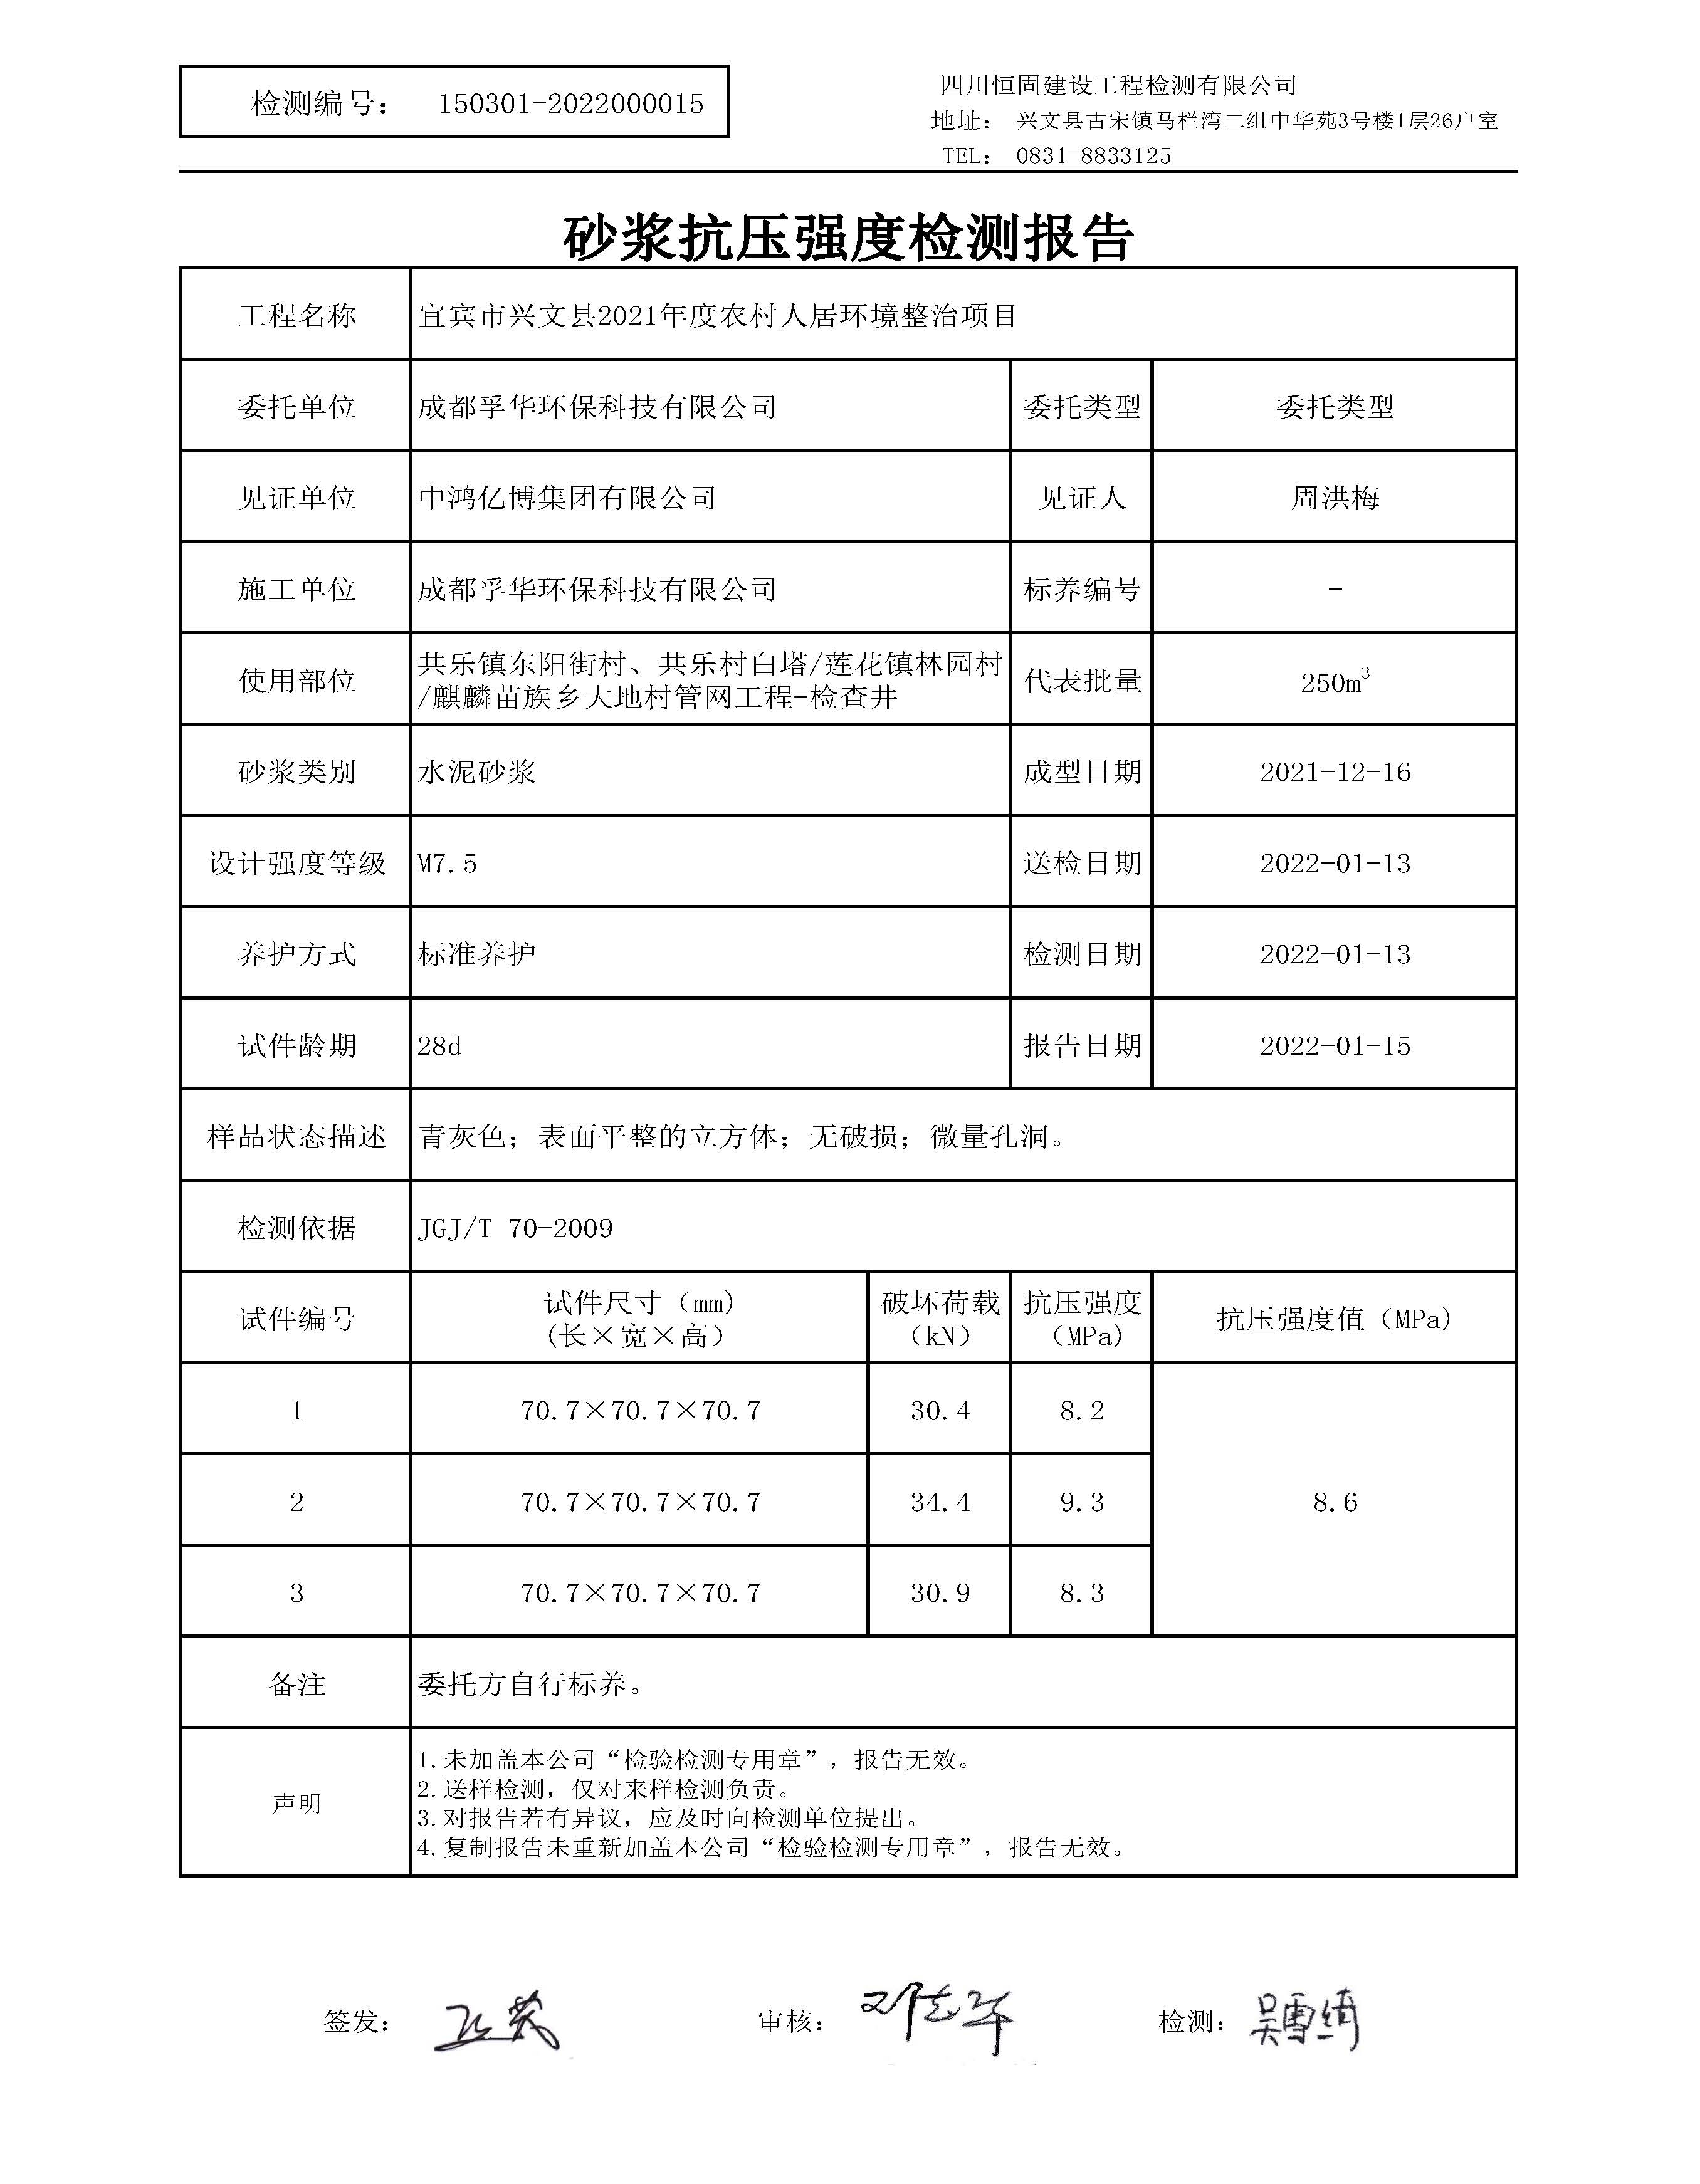 检测编号： 150301-2022000015
四川恒固建设工程检测有限公司
地址： 兴文县古宋镇马栏湾二组中华苑3号楼1层26户室
TEL： 0831-8833125
砂浆抗压强度检测报告
工程名称 宜宾市兴文县2021年度农村人居环境整治项目
委托单位 成都孚华环保科技有限公司 委托类型 委托类型
见证单位 中鸿亿博集团有限公司 见证人 周洪梅
施工单位 成都孚华环保科技有限公司 标养编号 -
使用部位 共乐镇东阳街村、共乐村白塔/莲花镇林园村
/麒麟苗族乡大地村管网工程-检查井 代表批量 250m³
砂浆类别 水泥砂浆 成型日期 2021-12-16
设计强度等级 M7.5 送检日期 2022-01-13
养护方式 标准养护 检测日期 2022-01-13
试件龄期 28d 报告日期 2022-01-15
样品状态描述 青灰色；表面平整的立方体；无破损；微量孔洞。
检测依据 JGJ/T 70-2009
试件编号 试件尺寸（mm） 破坏荷载 抗压强度 抗压强度值（MPa）
(长×宽×高） （kN） （MPa）
1 70.7×70.7×70.7 30.4 8.2
2 70.7×70.7×70.7 34.4 9.3 8.6
3 70.7×70.7×70.7 30.9 8.3
备注 委托方自行标养。
声明
1.未加盖本公司“检验检测专用章”，报告无效。
2.送样检测，仅对来样检测负责。
3.对报告若有异议，应及时向检测单位提出。
4.复制报告未重新加盖本公司“检验检测专用章”，报告无效。
签发： 审核： 邓志华 检测： 吴雪绮